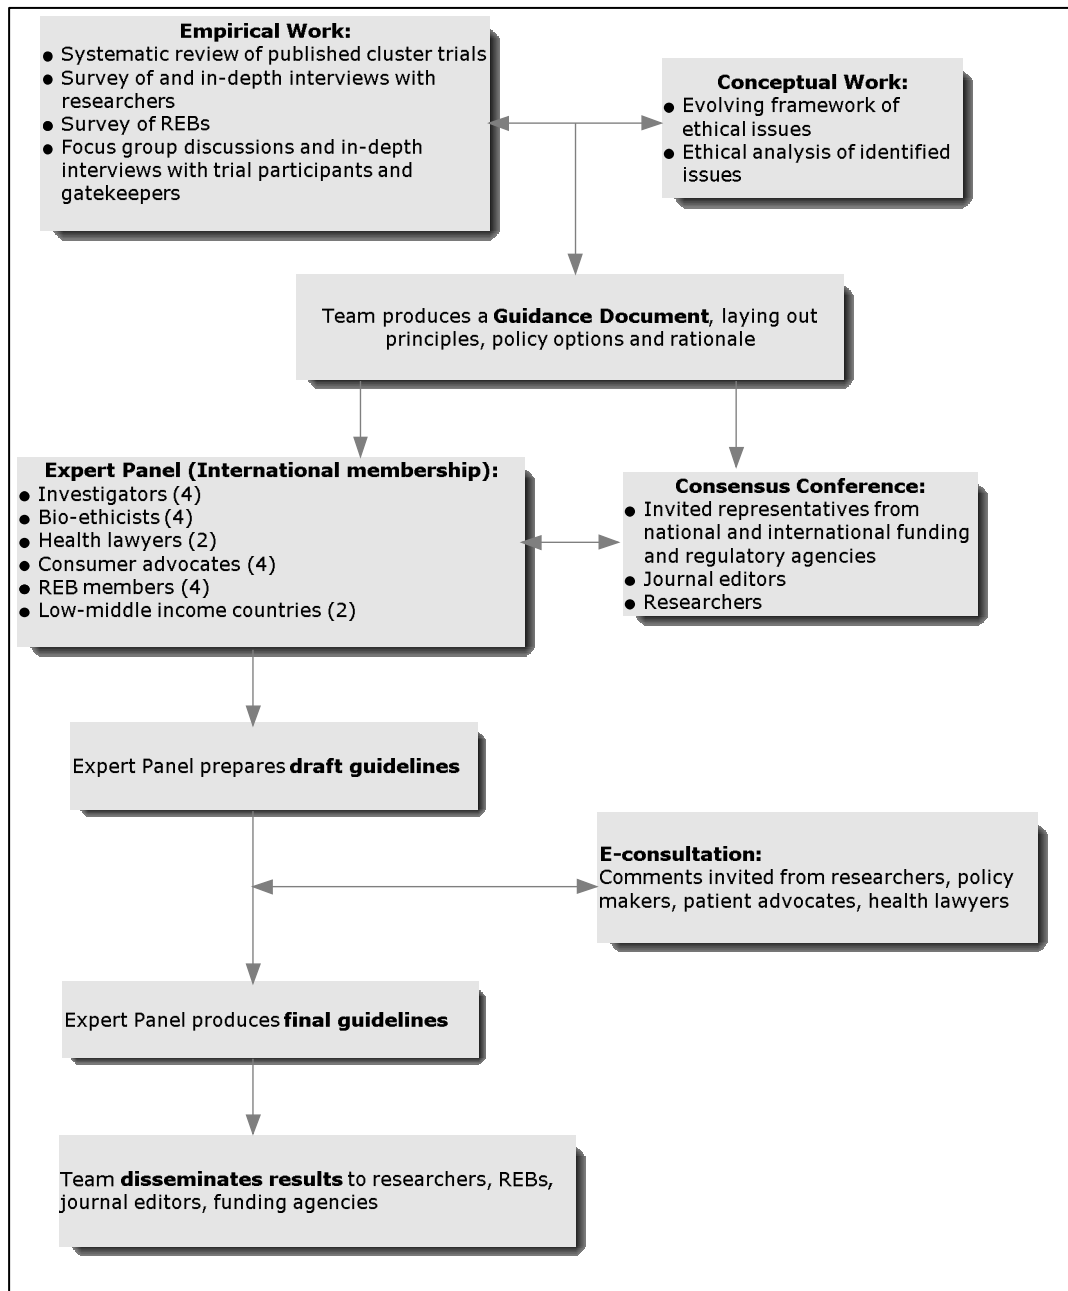 Empirical Work:
● Systematic review of published cluster trials
● Survey of and in-depth interviews with
researchers
● Survey of REBs
● Focus group discussions and in-depth
interviews with trial participants and
gatekeepers
Conceptual Work:
● Evolving framework of
ethical issues
● Ethical analysis of identified
issues
Team produces a Guidance Document, laying out
principles, policy options and rationale
Expert Panel (International membership):
● Investigators (4)
● Bio-ethicists (4)
● Health lawyers (2)
● Consumer advocates (4)
● REB members (4)
● Low-middle income countries (2)
Consensus Conference:
● Invited representatives from
national and international funding
and regulatory agencies
● Journal editors
● Researchers
Expert Panel prepares draft guidelines
E-consultation:
Comments invited from researchers, policy
makers, patient advocates, health lawyers
Expert Panel produces final guidelines
Team disseminates results to researchers, REBs,
journal editors, funding agencies